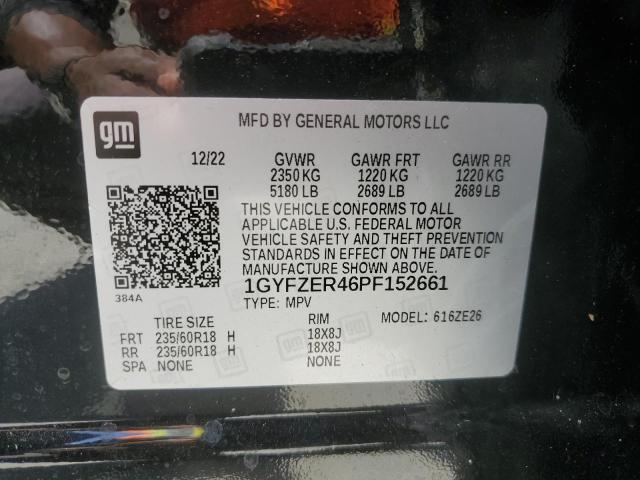 gm
MFD BY GENERAL MOTORS LLC
12/22 GVWR GAWR FRT GAWR RR
2350 KG 1220 KG 1220 KG
5180 LB 2689 LB 2689 LB
THIS VEHICLE CONFORMS TO ALL
APPLICABLE U.S. FEDERAL MOTOR
VEHICLE SAFETY AND THEFT PREVENTION
STANDARDS IN EFFECT ON THE DATE OF
MANUFACTURE SHOWN ABOVE.
384A
1GYFZER46PF152661
TYPE: MPV
TIRE SIZE RIM MODEL: 616ZE26
FRT 235/60R18 H 18X8J
RR 235/60R18 H 18X8J
SPA NONE NONE